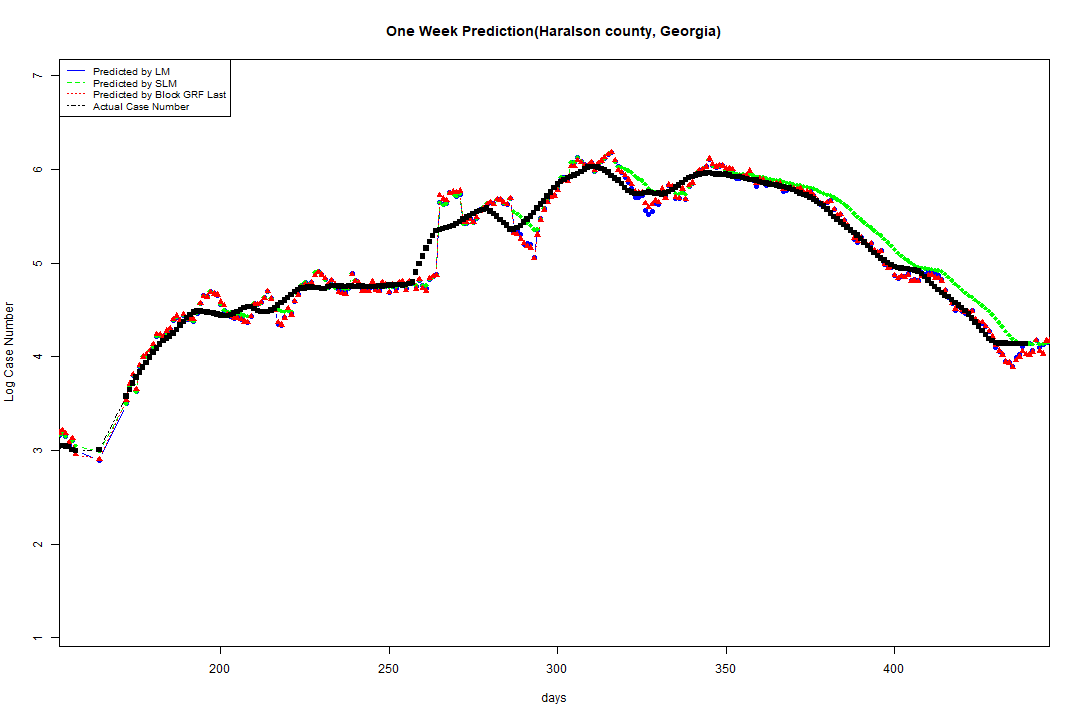 One Week Prediction(Haralson county, Georgia)
Predicted by LM
Predicted by SLM
Predicted by Block GRF Last
Actual Case Number
7
6
5
4
3
2
1
Log Case Number
200 250 300 350 400
days